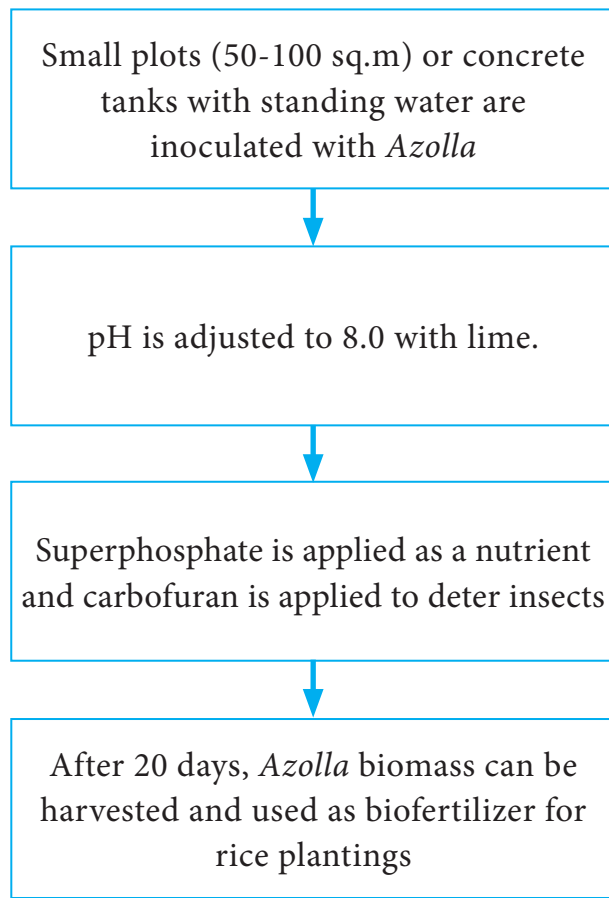 Small plots (50-100 sq.m) or concrete
tanks with standing water are
inoculated with Azolla
pH is adjusted to 8.0 with lime.
Superphosphate is applied as a nutrient
and carbofuran is applied to deter insects
After 20 days, Azolla biomass can be
harvested and used as biofertilizer for
rice plantings